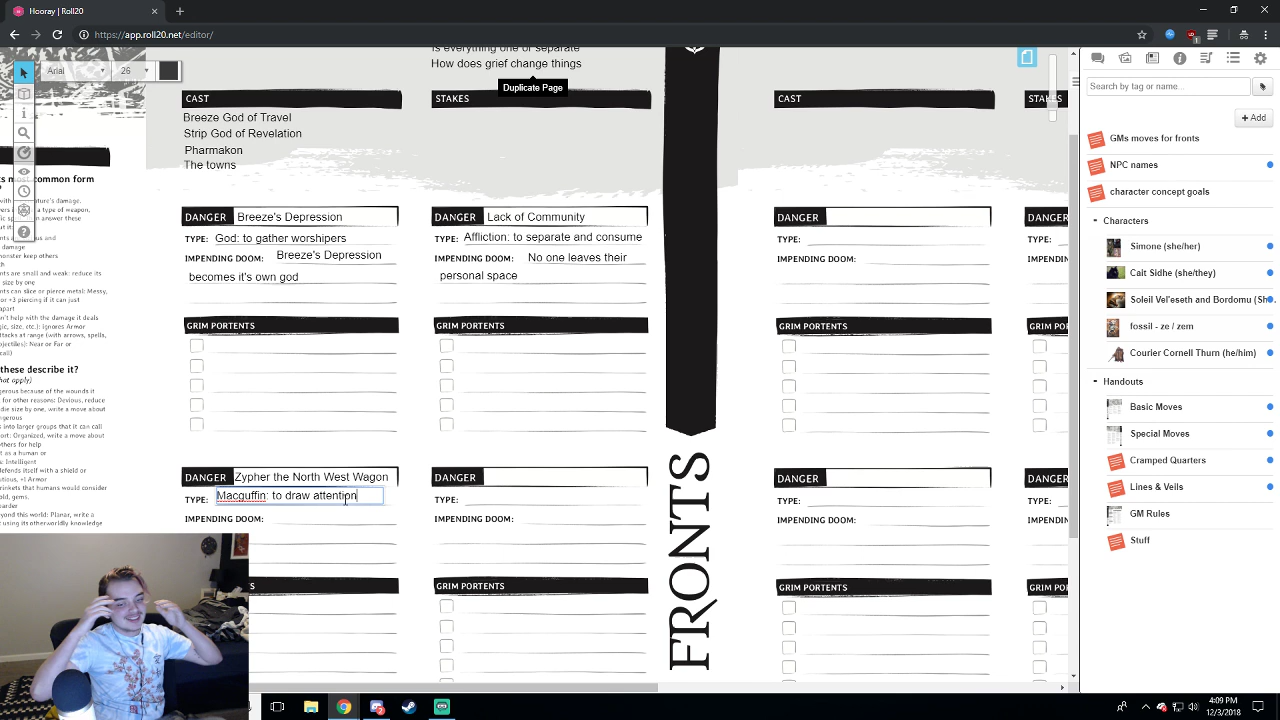 Hooray | Roll20
https://app.roll20.net/editor/
Arial
26
Is everything one or separate
How does grief change things
Duplicate Page
CAST
STAKES
CAST
STAKES
Breeze God of Travel
Strip God of Revelation
Pharmakon
The towns
DANGER
Breeze's Depression
TYPE:
God: to gather worshipers
IMPENDING DOOM:
Breeze's Depression
becomes it's own god
GRIM PORTENTS
DANGER
Lack of Community
TYPE:
Affliction: to separate and consume
IMPENDING DOOM:
No one leaves their
personal space
GRIM PORTENTS
DANGER
TYPE:
IMPENDING DOOM:
GRIM PORTENTS
DANGER
TYPE:
IMPENDIN
GRIM PO
DANGER
Zypher the North West Wagon
TYPE:
Macguffin: to draw attention
IMPENDING DOOM:
DANGER
TYPE:
IMPENDING DOOM:
GRIM PORTENTS
FRONTS
DANGER
TYPE:
IMPENDING DOOM:
GRIM PORTENTS
DANGER
TYPE:
IMPENDIN
GRIM PO
Search by tag or name...
+ Add
GMs moves for fronts
NPC names
character concept goals
Characters
Simone (she/her)
Cait Sidhe (she/they)
Sibriil Vel'eseth and Bordomu (Sh
fossil - ze / zem
Courier Cornell Thurn (he/him)
Handouts
Basic Moves
Special Moves
Cramped Quarters
Lines & Veils
GM Rules
Stuff
4:09 PM
12/3/2018